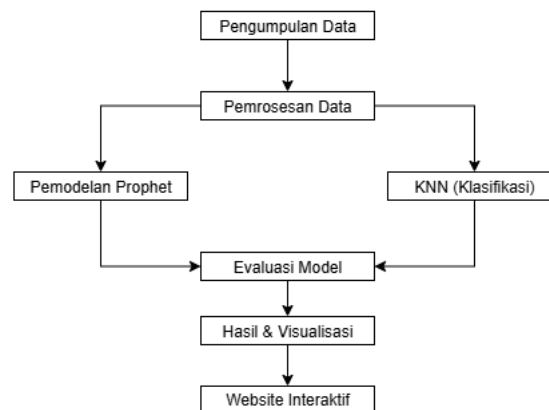 Pengumpulan Data
Pemrosesan Data
Pemodelan Prophet
KNN (Klasifikasi)
Evaluasi Model
Hasil & Visualisasi
Website Interaktif